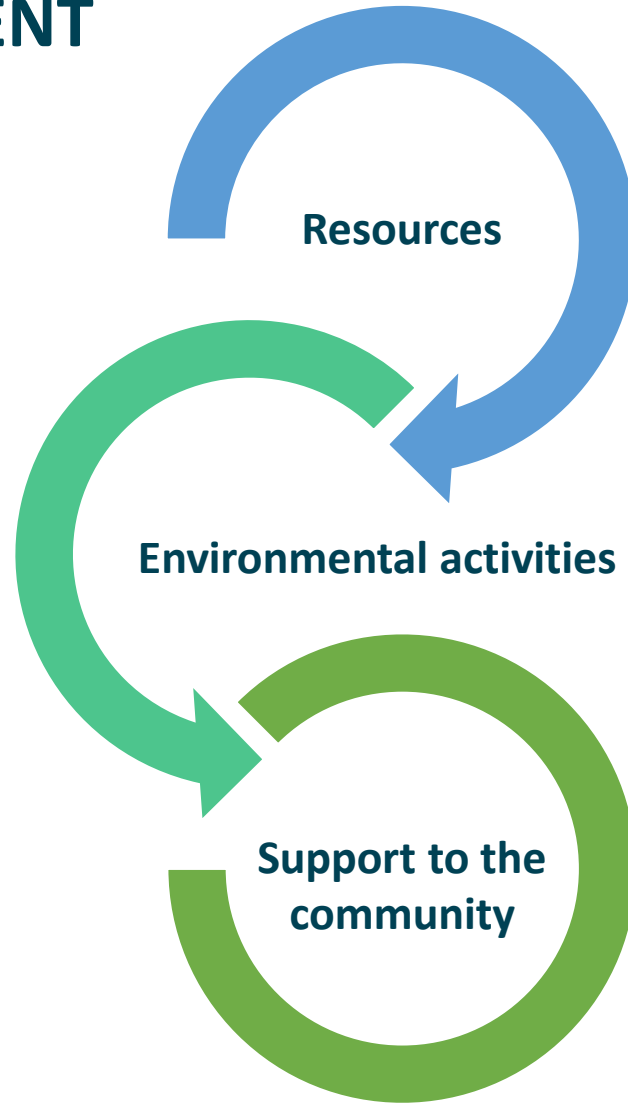 ENT
Resources
Environmental activities
Support to the
community